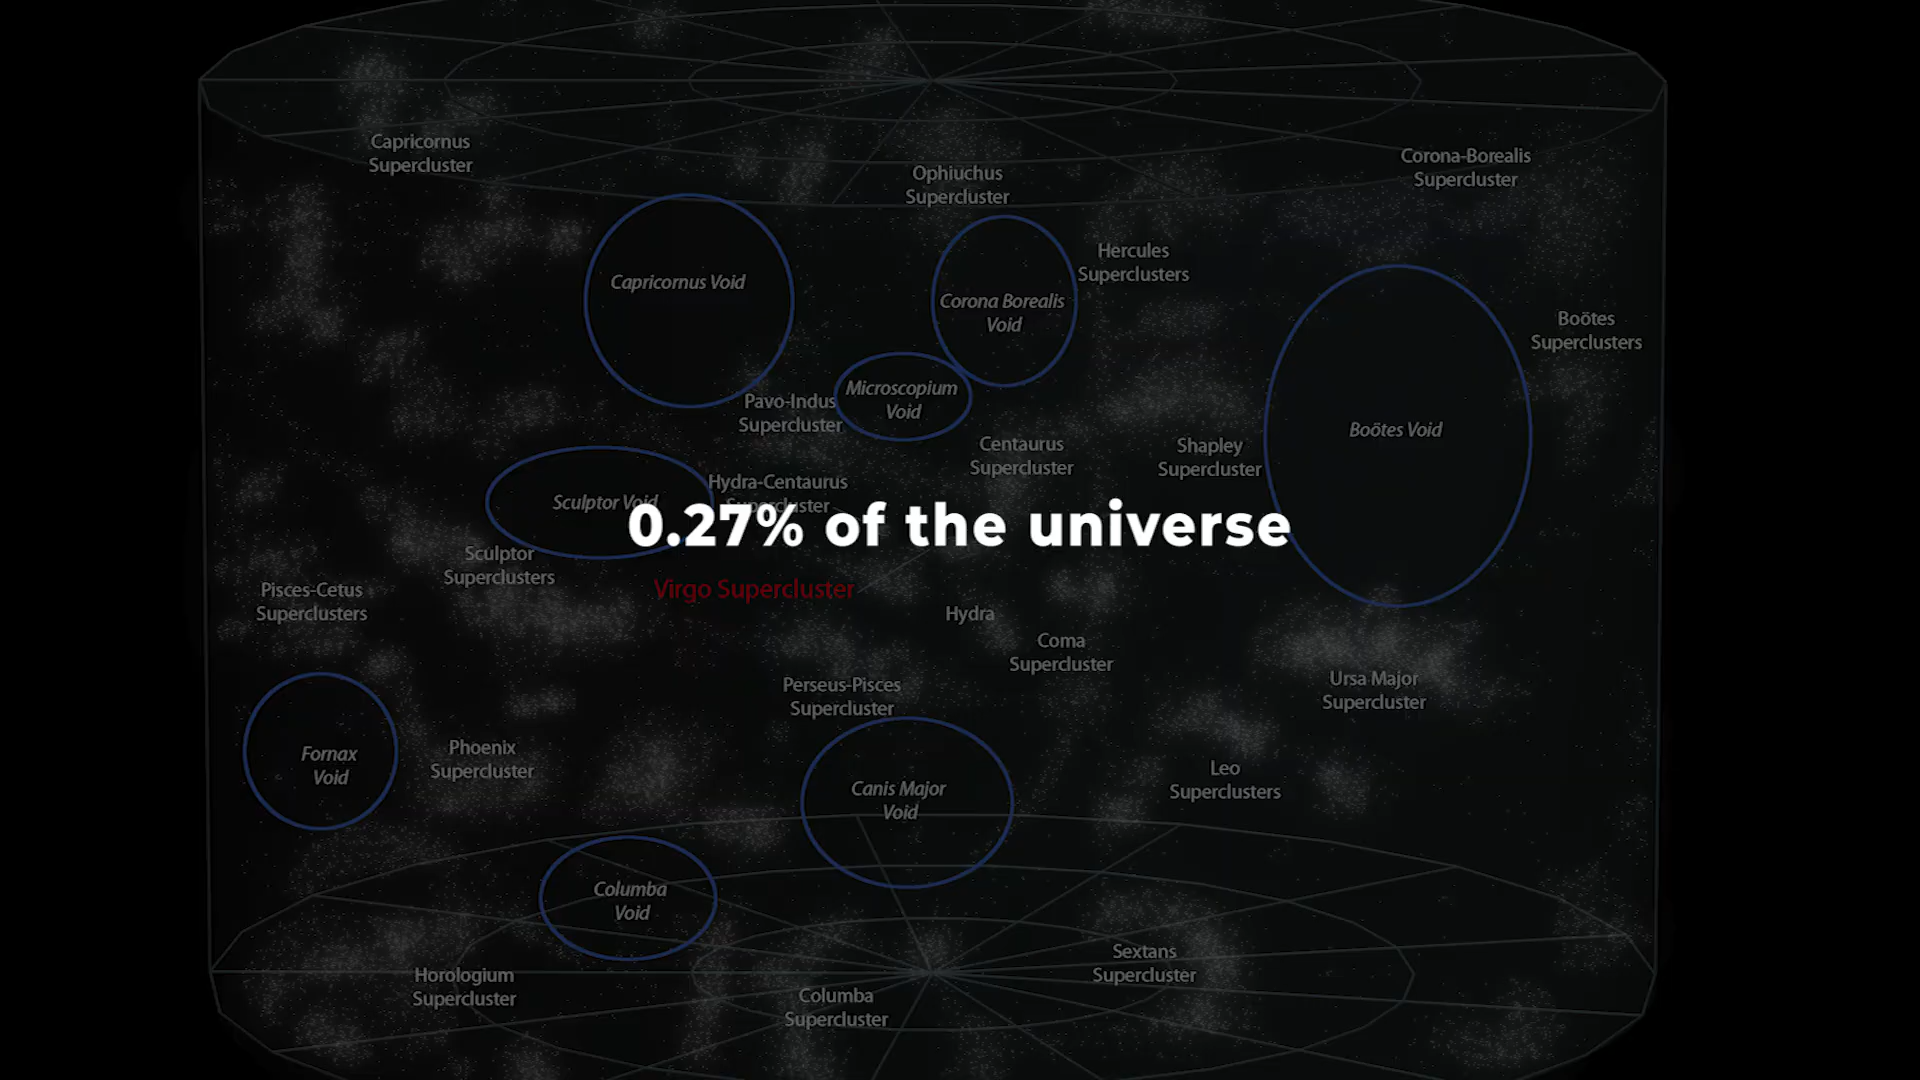 Capricornus
Supercluster
Ophiuchus
Supercluster
Corona-Borealis
Supercluster
Capricornus Void
Corona Borealis
Void
Hercules
Superclusters
Boötes
Superclusters
Microscopium
Void
Pavo-Indus
Supercluster
Centaurus
Supercluster
Shapley
Supercluster
Boötes Void
Sculptor Void
Hydra-Centaurus
Supercluster
0.27% of the universe
Sculptor
Superclusters
Virgo Supercluster
Pisces-Cetus
Superclusters
Hydra
Coma
Supercluster
Perseus-Pisces
Supercluster
Ursa Major
Supercluster
Fornax
Void
Phoenix
Supercluster
Canis Major
Void
Leo
Superclusters
Columba
Void
Horologium
Supercluster
Columba
Supercluster
Sextans
Supercluster